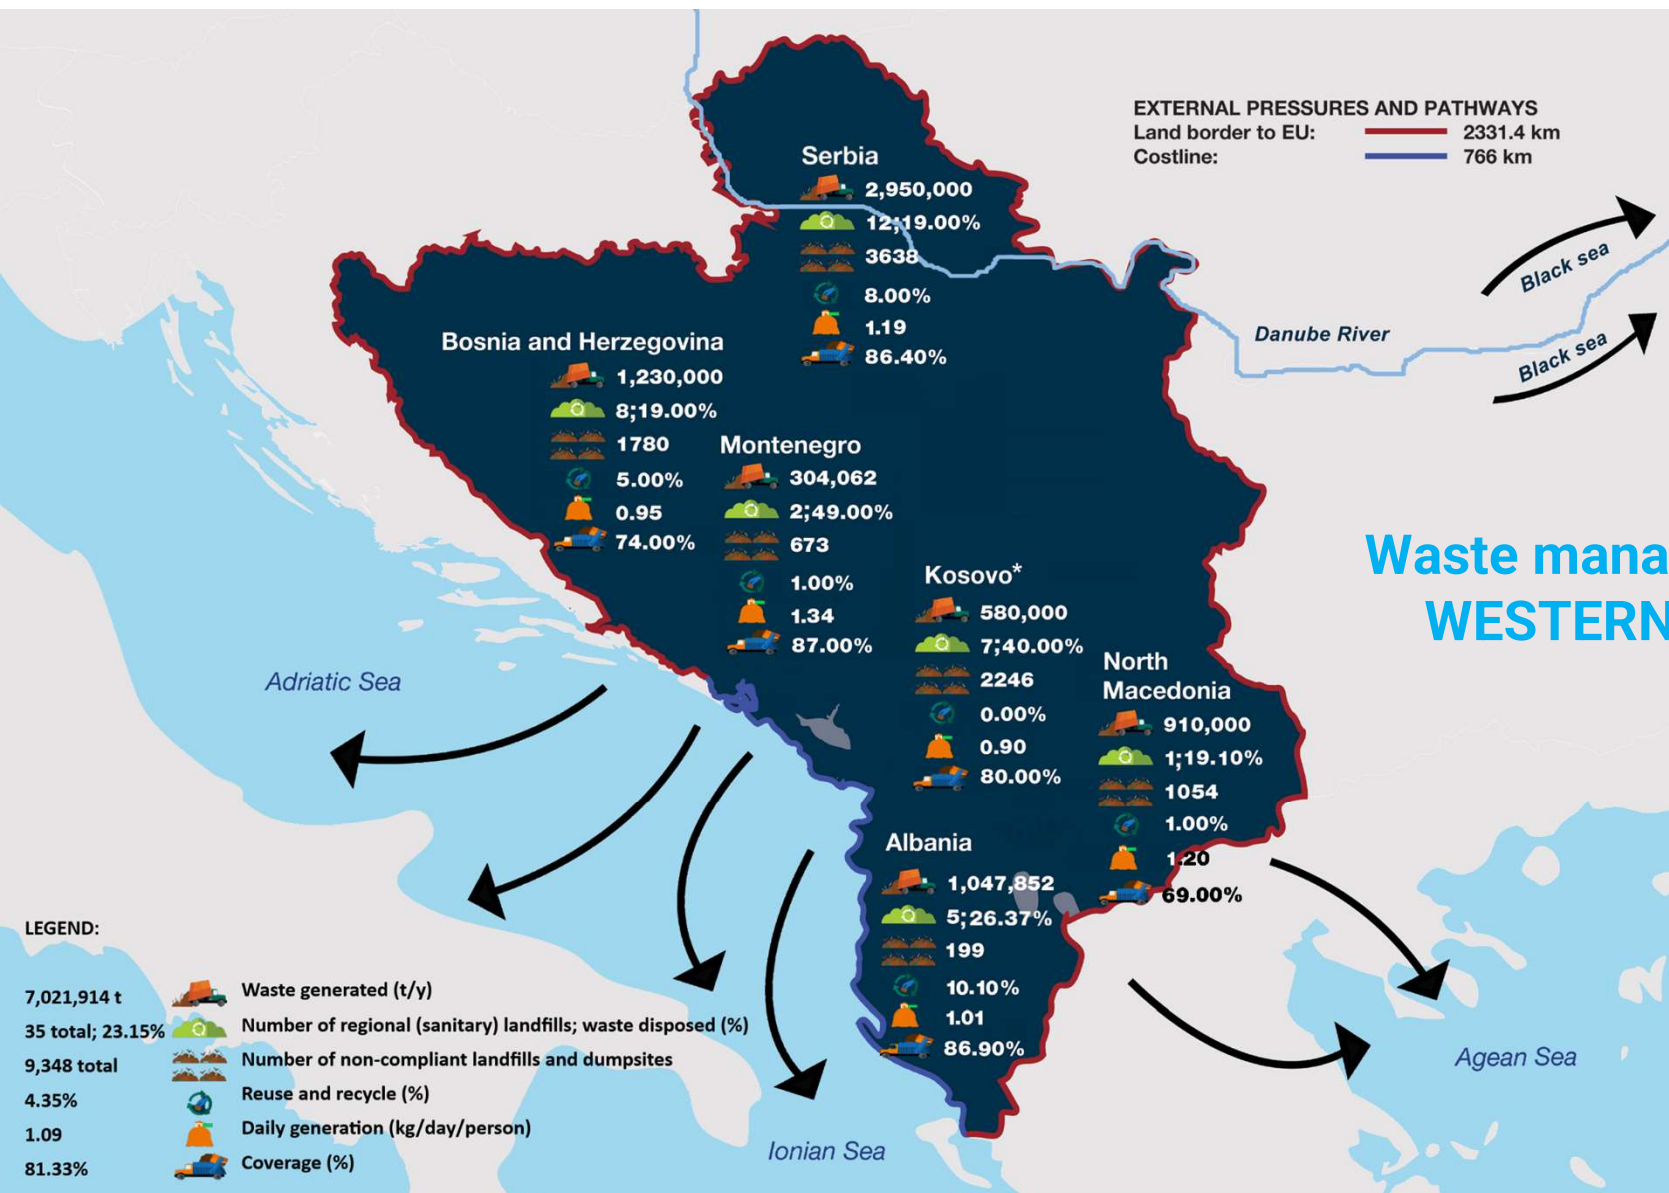 EXTERNAL PRESSURES AND PATHWAYS
Land border to EU: 2331.4 km
Costline: 766 km
Serbia
2,950,000
12;19.00%
3638
8.00%
1.19
86.40%
Black sea
Black sea
Danube River
Bosnia and Herzegovina
1,230,000
8;19.00%
1780
5.00%
0.95
74.00%
Montenegro
304,062
2;49.00%
673
1.00%
1.34
87.00%
Waste mana
WESTERN
Kosovo*
580,000
7;40.00%
2246
0.00%
0.90
80.00%
North
Macedonia
910,000
1;19.10%
1054
1.00%
1.20
69.00%
Adriatic Sea
Albania
1,047,852
5;26.37%
199
10.10%
1.01
86.90%
Agean Sea
Ionian Sea
LEGEND:
7,021,914 t Waste generated (t/y)
35 total; 23.15% Number of regional (sanitary) landfills; waste disposed (%)
9,348 total Number of non-compliant landfills and dumpsites
4.35% Reuse and recycle (%)
1.09 Daily generation (kg/day/person)
81.33% Coverage (%)